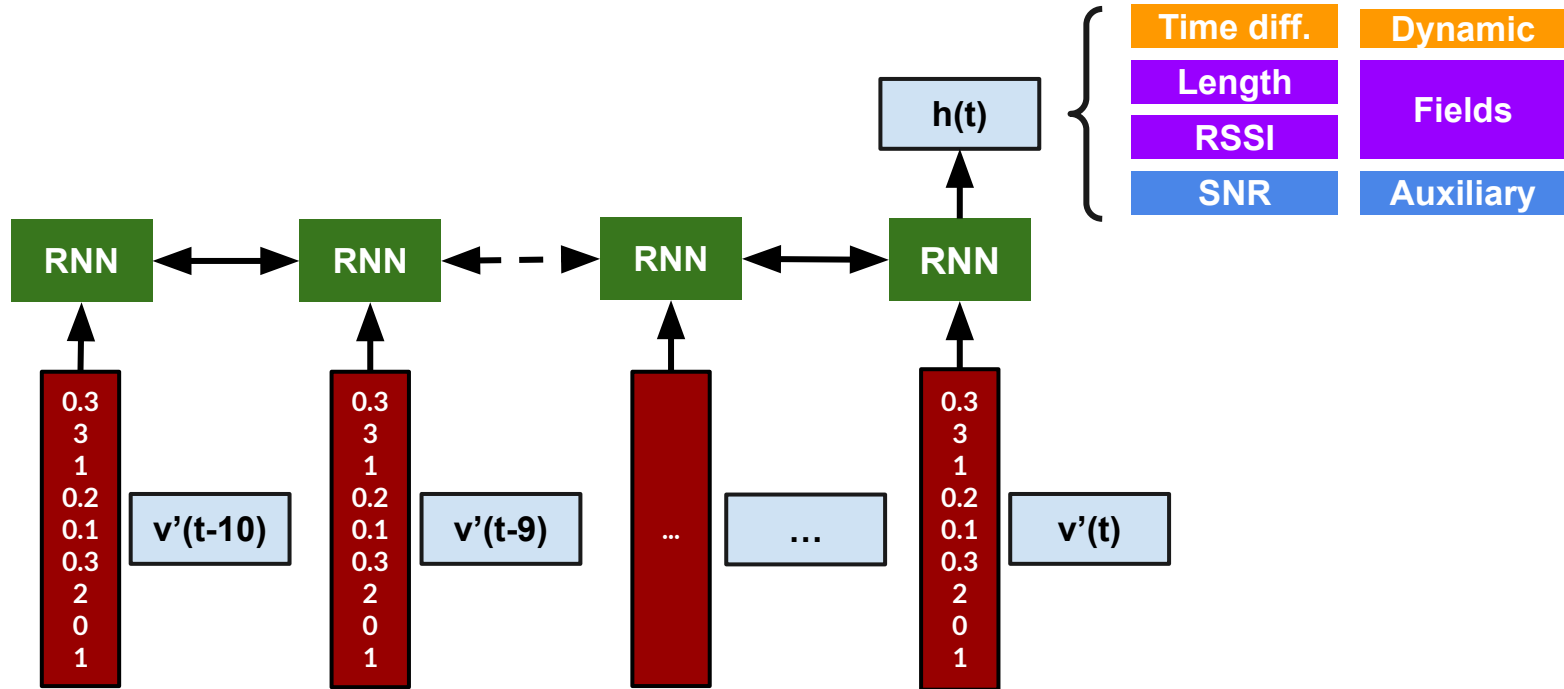 Time diff.
Dynamic
Length
Fields
RSSI
SNR
Auxiliary
h(t)
RNN
RNN
RNN
RNN
0.3
3
1
0.2
0.1
0.3
2
0
1
v’(t-10)
0.3
3
1
0.2
0.1
0.3
2
0
1
v’(t-9)
...
…
0.3
3
1
0.2
0.1
0.3
2
0
1
v’(t)